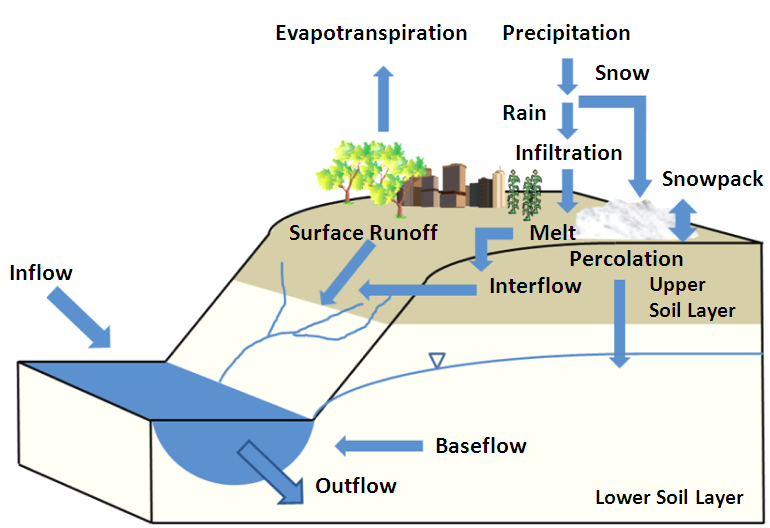 Evapotranspiration
Precipitation
Snow
Rain
Infiltration
Snowpack
Surface Runoff
Melt
Percolation
Inflow
Interflow
Upper
Soil Layer
Baseflow
Outflow
Lower Soil Layer